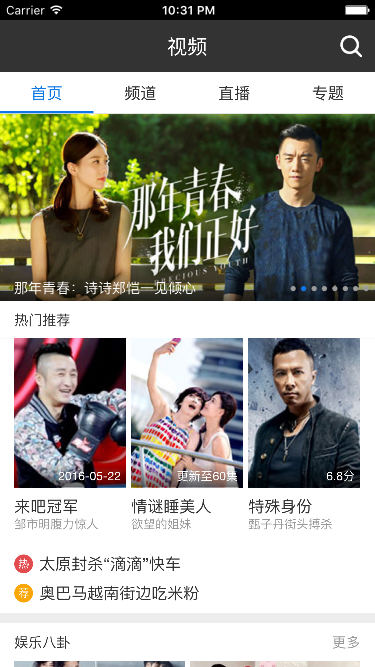 Carrier 10:31 PM
视频
首页 频道 直播 专题
那年青春
我们正好
PRECIOUS YOUTH
那年青春：诗诗郑恺一见倾心
热门推荐
2016-05-22 更新至60集 6.8分
来吧冠军 情谜睡美人 特殊身份
邹市明腹力惊人 欲望的姐妹 甄子丹街头搏杀
热 太原封杀“滴滴”快车
荐 奥巴马越南街边吃米粉
娱乐八卦 更多